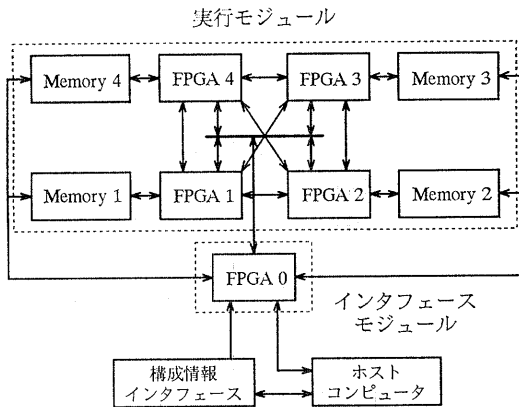 実行モジュール
Memory 4
FPGA 4
FPGA 3
Memory 3
Memory 1
FPGA 1
FPGA 2
Memory 2
FPGA 0
インタフェース
モジュール
構成情報
インタフェース
ホスト
コンピュータ